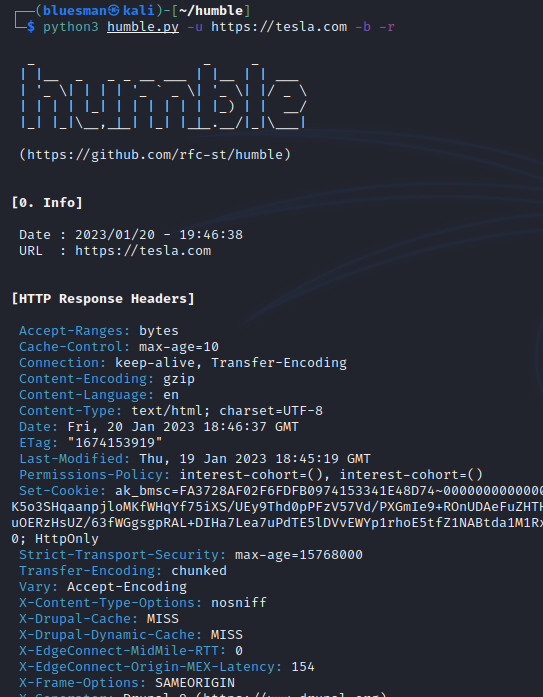 (bluesman㉿kali)-[~/humble]
$ python3 humble.py -u https://tesla.com -b -r
humble
(https://github.com/rfc-st/humble)
[0. Info]
Date : 2023/01/20 - 19:46:38
URL : https://tesla.com
[HTTP Response Headers]
Accept-Ranges: bytes
Cache-Control: max-age=10
Connection: keep-alive, Transfer-Encoding
Content-Encoding: gzip
Content-Language: en
Content-Type: text/html; charset=UTF-8
Date: Fri, 20 Jan 2023 18:46:37 GMT
ETag: "1674153919"
Last-Modified: Thu, 19 Jan 2023 18:45:19 GMT
Permissions-Policy: interest-cohort=(), interest-cohort=()
Set-Cookie: ak_bmsc=FA3728AF02F6FDFB0974153341E48D74~0000000000000
K5o3SHqaanpjloMKfWHqYf75iXS/UEy9Thd0pPFzV57Vd/PXGmIe9+ROnUDAeFuZHTH
uOERzHsUZ/63fWGgsgpRAL+DIHa7Lea7uPdTE5lDVvEWYp1rhoE5tfZ1NABtda1M1Rx
0; HttpOnly
Strict-Transport-Security: max-age=15768000
Transfer-Encoding: chunked
Vary: Accept-Encoding
X-Content-Type-Options: nosniff
X-Drupal-Cache: MISS
X-Drupal-Dynamic-Cache: MISS
X-EdgeConnect-MidMile-RTT: 0
X-EdgeConnect-Origin-MEX-Latency: 154
X-Frame-Options: SAMEORIGIN